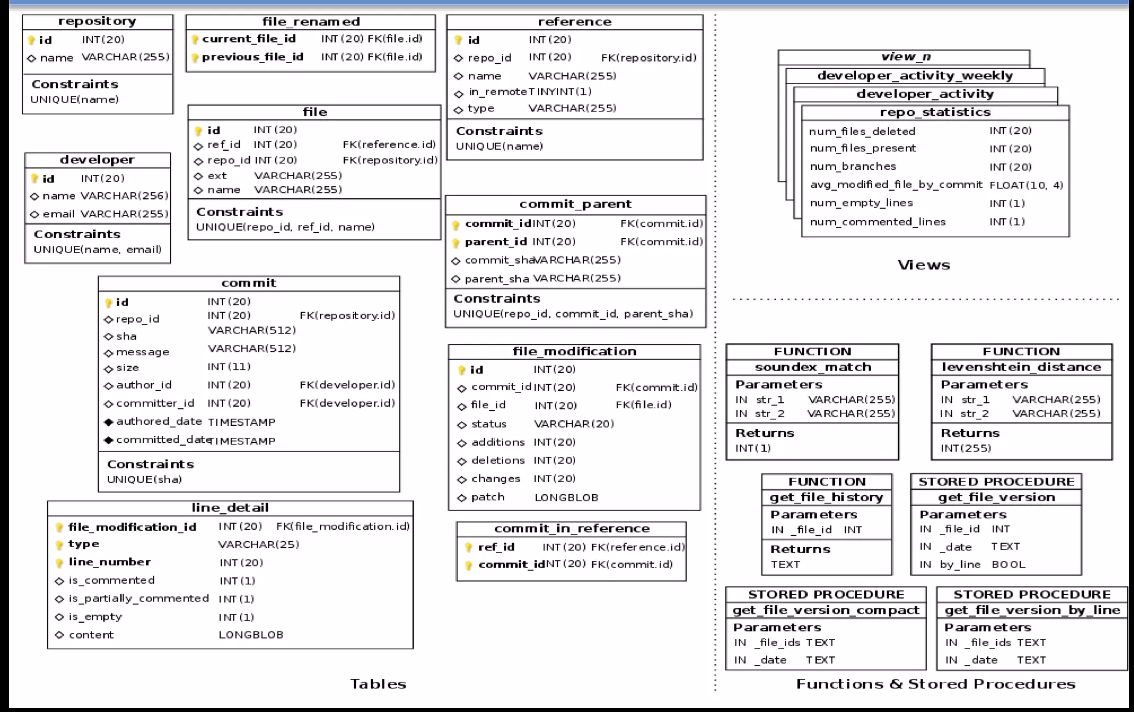 repository
id INT(20)
name VARCHAR(255)
Constraints
UNIQUE(name)
file_renamed
current_file_id INT(20) FK(file.id)
previous_file_id INT(20) FK(file.id)
reference
id INT(20)
repo_id INT(20) FK(repository.id)
name VARCHAR(255)
in_remote TINYINT(1)
type VARCHAR(255)
Constraints
UNIQUE(name)
file
id INT(20)
ref_id INT(20) FK(reference.id)
repo_id INT(20) FK(repository.id)
ext VARCHAR(255)
name VARCHAR(255)
Constraints
UNIQUE(repo_id, ref_id, name)
developer
id INT(20)
name VARCHAR(256)
email VARCHAR(255)
Constraints
UNIQUE(name, email)
commit_parent
commit_id INT(20) FK(commit.id)
parent_id INT(20) FK(commit.id)
commit_sha VARCHAR(255)
parent_sha VARCHAR(255)
Constraints
UNIQUE(repo_id, commit_id, parent_sha)
commit
id INT(20)
repo_id INT(20) FK(repository.id)
sha VARCHAR(512)
message VARCHAR(512)
size INT(11)
author_id INT(20) FK(developer.id)
committer_id INT(20) FK(developer.id)
authored_date TIMESTAMP
committed_date TIMESTAMP
Constraints
UNIQUE(sha)
file_modification
id INT(20)
commit_id INT(20) FK(commit.id)
file_id INT(20) FK(file.id)
status VARCHAR(20)
additions INT(20)
deletions INT(20)
changes INT(20)
patch LONGBLOB
line_detail
file_modification_id INT(20) FK(file_modification.id)
type VARCHAR(25)
line_number INT(20)
is_commented INT(1)
is_partially_commented INT(1)
is_empty INT(1)
content LONGBLOB
commit_in_reference
ref_id INT(20) FK(reference.id)
commit_id INT(20) FK(commit.id)
Tables
view_n
developer_activity_weekly
developer_activity
repo_statistics
num_files_deleted INT(20)
num_files_present INT(20)
num_branches INT(20)
avg_modified_file_by_commit FLOAT(10, 4)
num_empty_lines INT(1)
num_commented_lines INT(1)
Views
FUNCTION
soundex_match
Parameters
IN str_1 VARCHAR(255)
IN str_2 VARCHAR(255)
Returns
INT(1)
FUNCTION
levenshtein_distance
Parameters
IN str_1 VARCHAR(255)
IN str_2 VARCHAR(255)
Returns
INT(255)
FUNCTION
get_file_history
Parameters
IN _file_id INT
Returns
TEXT
STORED PROCEDURE
get_file_version
Parameters
IN _file_id INT
IN _date TEXT
IN by_line BOOL
STORED PROCEDURE
get_file_version_compact
Parameters
IN _file_ids TEXT
IN _date TEXT
STORED PROCEDURE
get_file_version_by_line
Parameters
IN _file_ids TEXT
IN _date TEXT
Functions & Stored Procedures